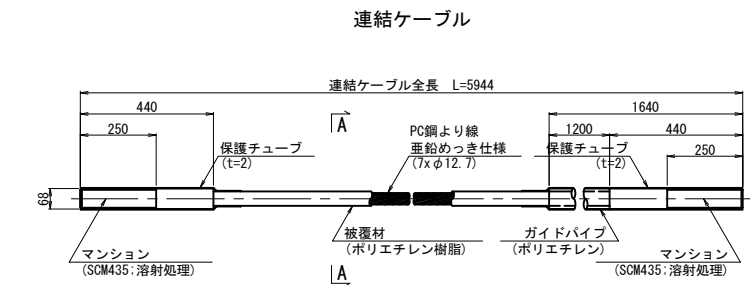 連結ケーブル
連結ケーブル全長 L=5944
440
1640
250
A
PC鋼より線
亜鉛めっき仕様
(7xφ12.7)
1200
440
保護チューブ
(t=2)
保護チューブ
(t=2)
250
68
マンション
(SCM435;溶射処理)
被覆材
(ポリエチレン樹脂)
ガイドパイプ
(ポリエチレン)
マンション
(SCM435;溶射処理)
A